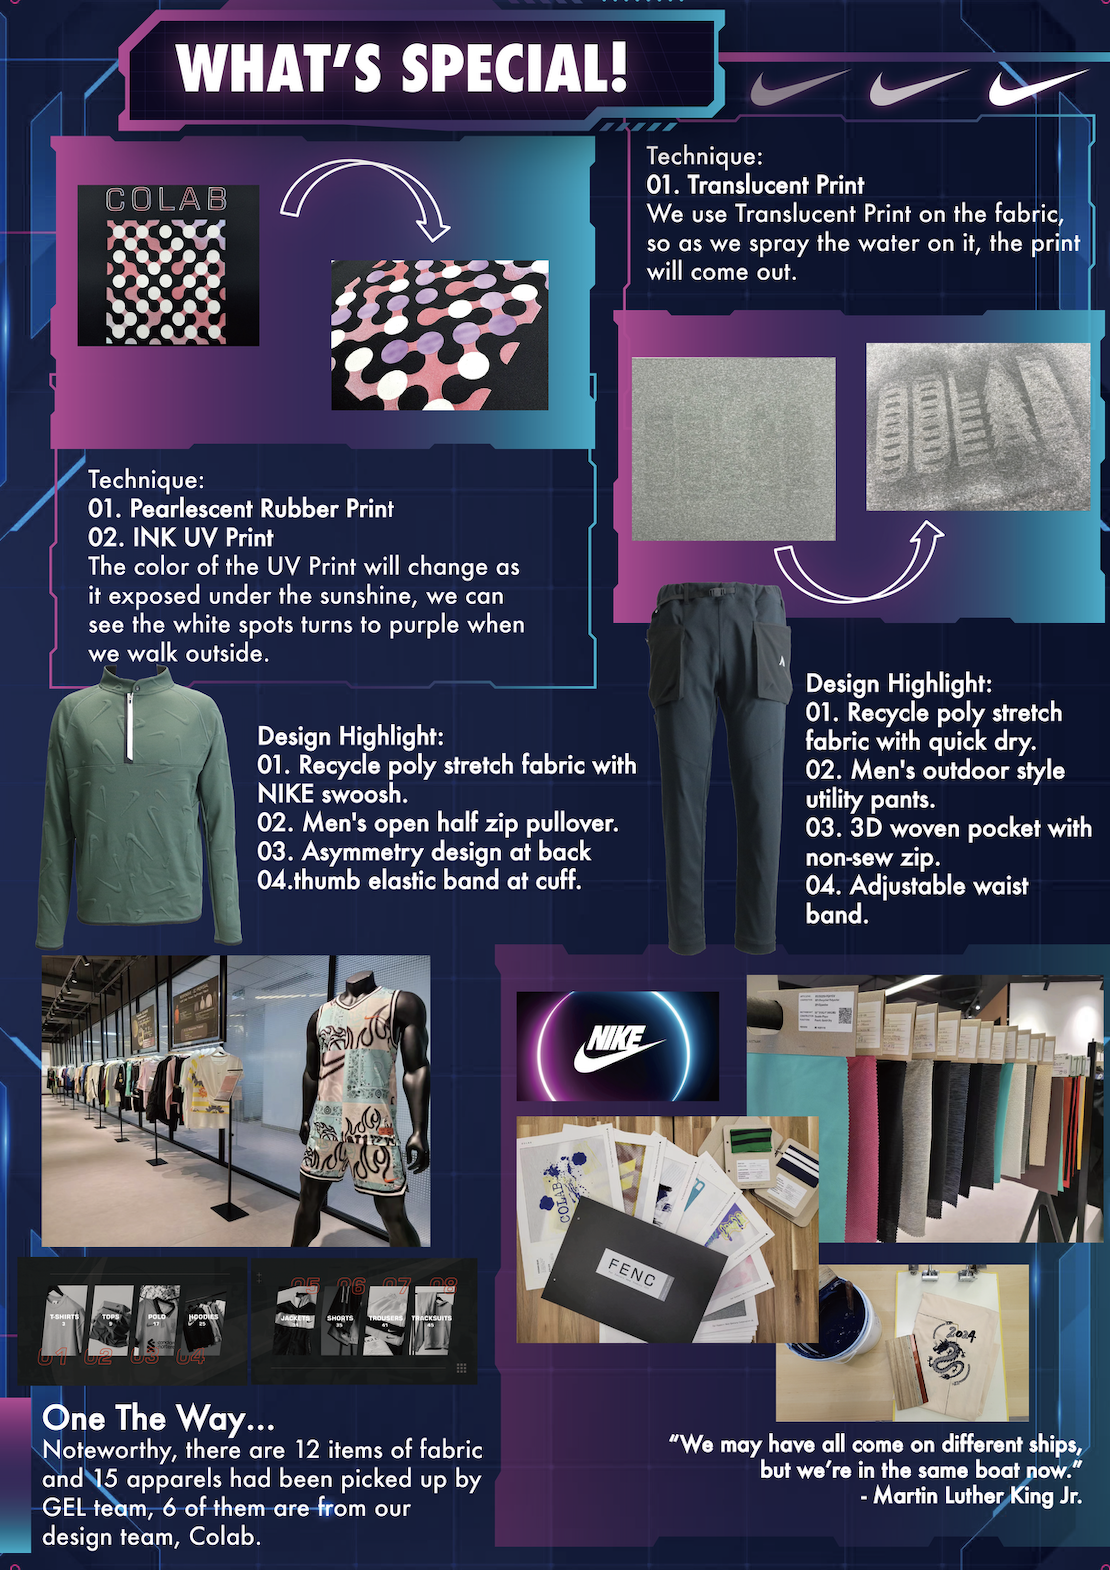 WHAT'S SPECIAL!
COLAB
Technique:
01. Translucent Print
We use Translucent Print on the fabric,
so as we spray the water on it, the print
will come out.
COLAB
Technique:
01. Pearlescent Rubber Print
02. INK UV Print
The color of the UV Print will change as
it exposed under the sunshine, we can
see the white spots turns to purple when
we walk outside.
Design Highlight:
01. Recycle poly stretch fabric with
NIKE swoosh.
02. Men's open half zip pullover.
03. Asymmetry design at back
04.thumb elastic band at cuff.
Design Highlight:
01. Recycle poly stretch
fabric with quick dry.
02. Men's outdoor style
utility pants.
03. 3D woven pocket with
non-sew zip.
04. Adjustable waist
band.
NIKE
COLAB
FENC
2024
T-SHIRTS
TOPS
POLO
17
HOODIES
25
01 02 03 04
05 06 07 08
JACKETS
SHORTS
35
TROUSERS
41
TRACKSUITS
45
One The Way...
Noteworthy, there are 12 items of fabric
and 15 apparels had been picked up by
GEL team, 6 of them are from our
design team, Colab.
“We may have all come on different ships,
but we’re in the same boat now.”
- Martin Luther King Jr.